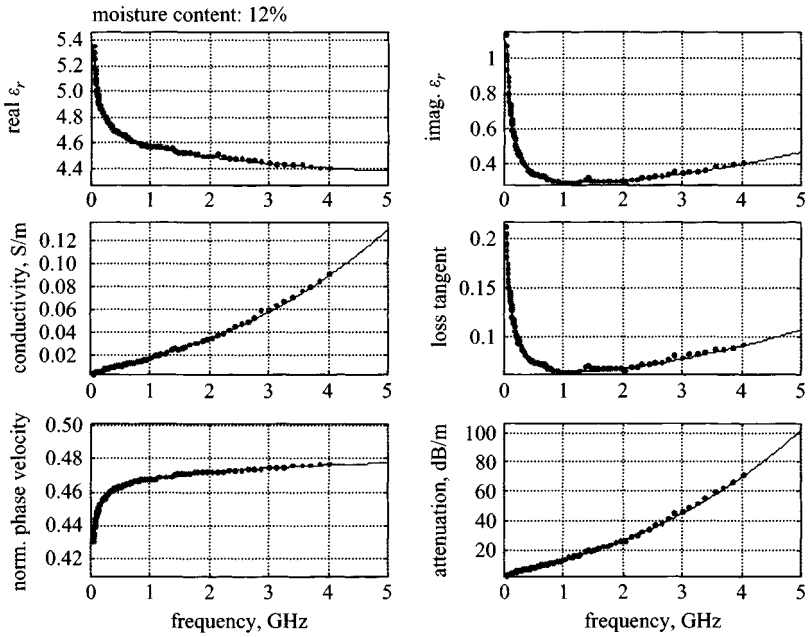 moisture content: 12%
real εr
5.4
5.2
5.0
4.8
4.6
4.4
0 1 2 3 4 5
imag. εr
1
0.8
0.6
0.4
0 1 2 3 4 5
conductivity, S/m
0.12
0.10
0.08
0.06
0.04
0.02
0 1 2 3 4 5
loss tangent
0.2
0.15
0.1
0 1 2 3 4 5
norm. phase velocity
0.50
0.48
0.46
0.44
0.42
0 1 2 3 4 5
frequency, GHz
attenuation, dB/m
100
80
60
40
20
0 1 2 3 4 5
frequency, GHz